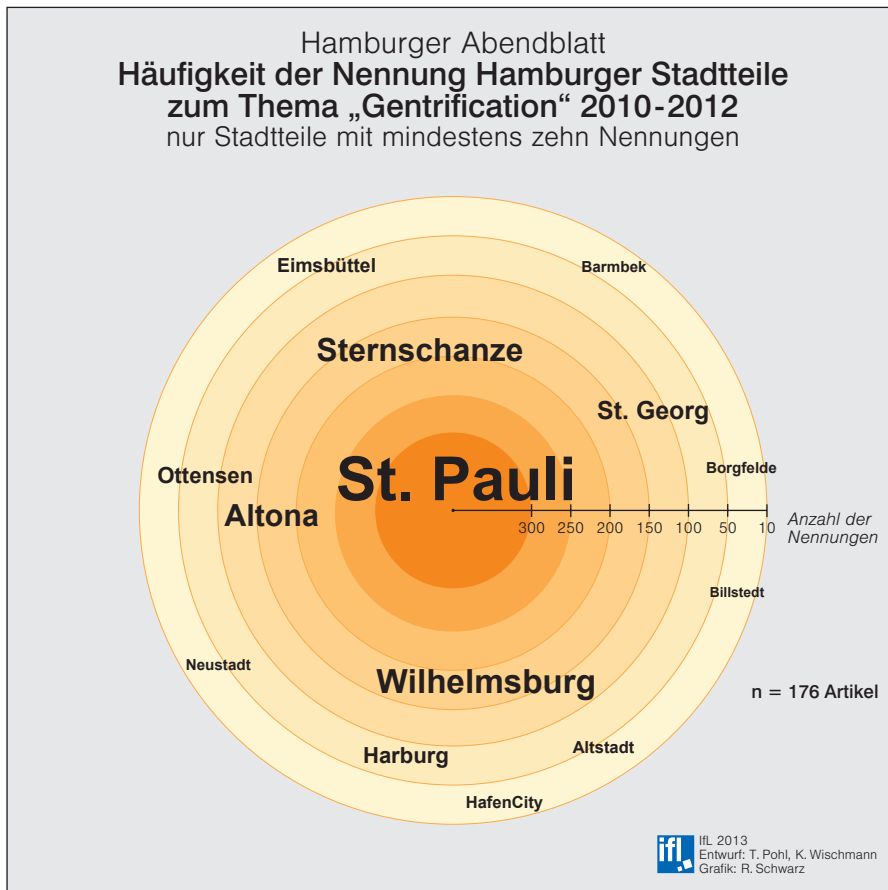 Hamburger Abendblatt
Häufigkeit der Nennung Hamburger Stadtteile
zum Thema „Gentrification“ 2010-2012
nur Stadtteile mit mindestens zehn Nennungen
Eimsbüttel
Barmbek
Sternschanze
St. Georg
St. Pauli
Borgfelde
Ottensen
Altona
300 250 200 150 100 50 10
Anzahl der
Nennungen
Billstedt
Neustadt
Wilhelmsburg
n = 176 Artikel
Altstadt
Harburg
HafenCity
ifl
IfL 2013
Entwurf: T. Pohl, K. Wischmann
Grafik: R. Schwarz